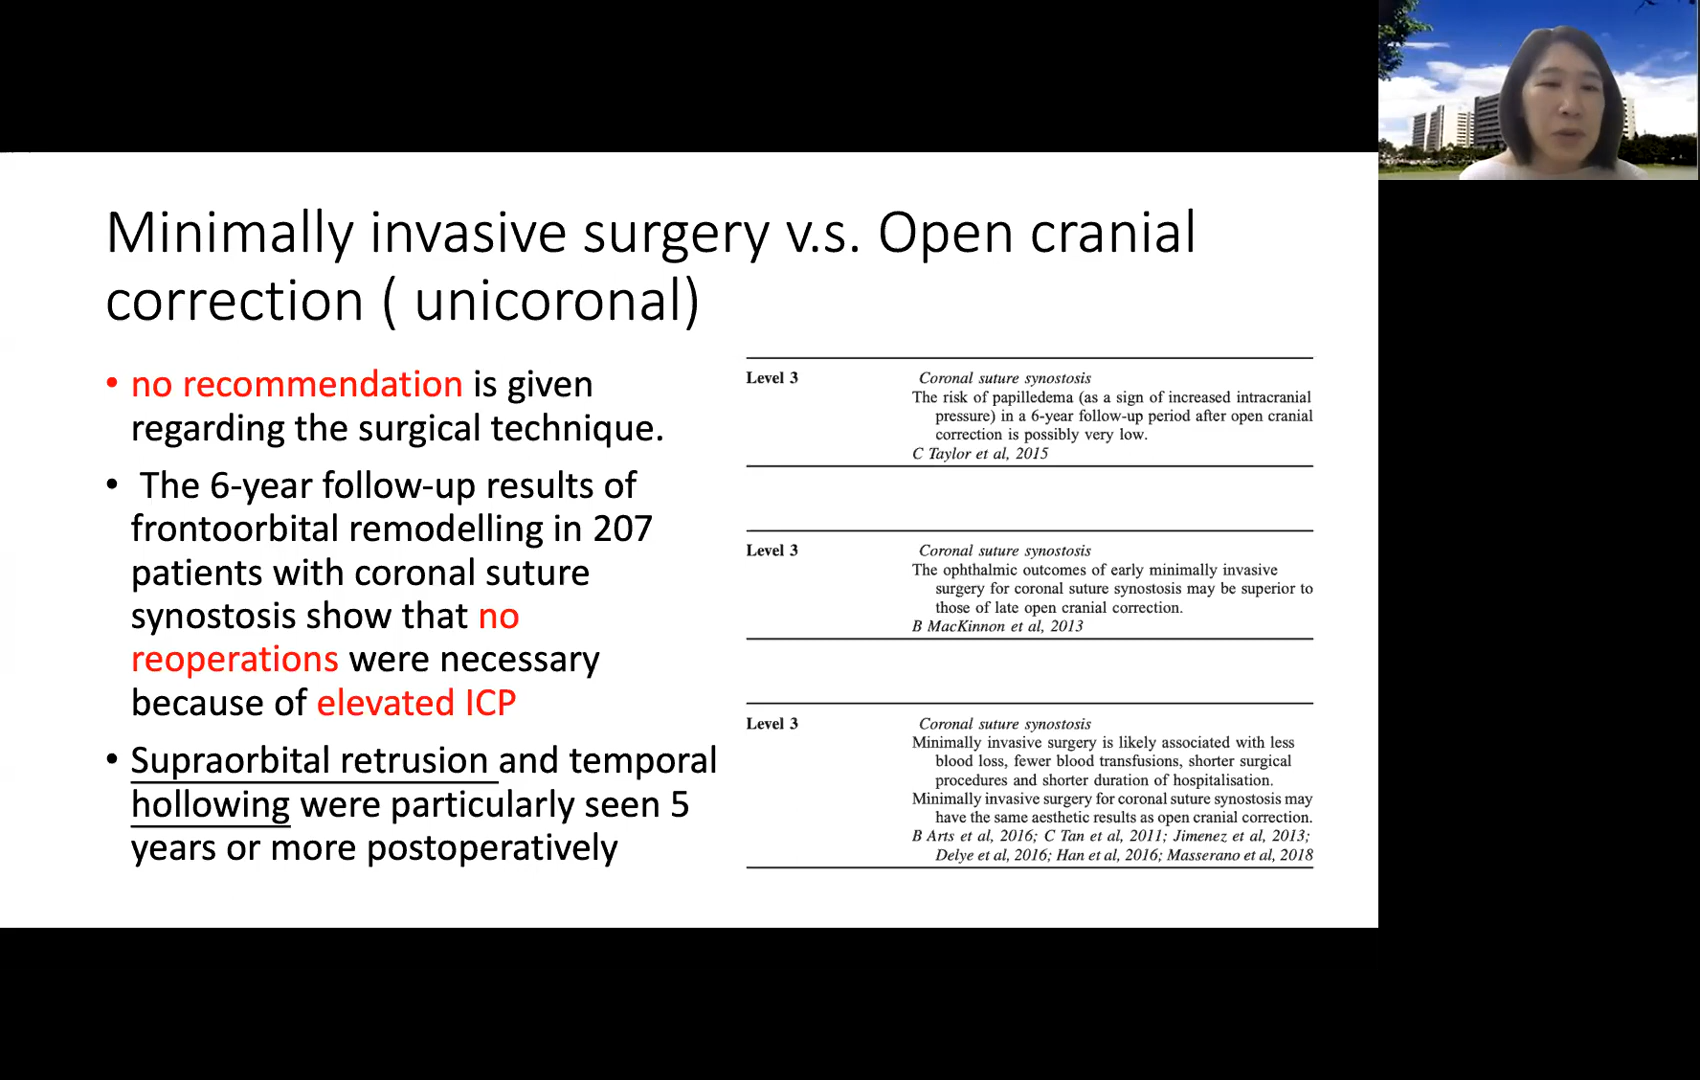 Minimally invasive surgery v.s. Open cranial
correction ( unicoronal)
• no recommendation is given
regarding the surgical technique.
• The 6-year follow-up results of
frontoorbital remodelling in 207
patients with coronal suture
synostosis show that no
reoperations were necessary
because of elevated ICP
• Supraorbital retrusion and temporal
hollowing were particularly seen 5
years or more postoperatively
Level 3 Coronal suture synostosis
The risk of papilledema (as a sign of increased intracranial
pressure) in a 6-year follow-up period after open cranial
correction is possibly very low.
C Taylor et al, 2015
Level 3 Coronal suture synostosis
The ophthalmic outcomes of early minimally invasive
surgery for coronal suture synostosis may be superior to
those of late open cranial correction.
B MacKinnon et al, 2013
Level 3 Coronal suture synostosis
Minimally invasive surgery is likely associated with less
blood loss, fewer blood transfusions, shorter surgical
procedures and shorter duration of hospitalisation.
Minimally invasive surgery for coronal suture synostosis may
have the same aesthetic results as open cranial correction.
B Arts et al, 2016; C Tan et al, 2011; Jimenez et al, 2013;
Delye et al, 2016; Han et al, 2016; Masserano et al, 2018